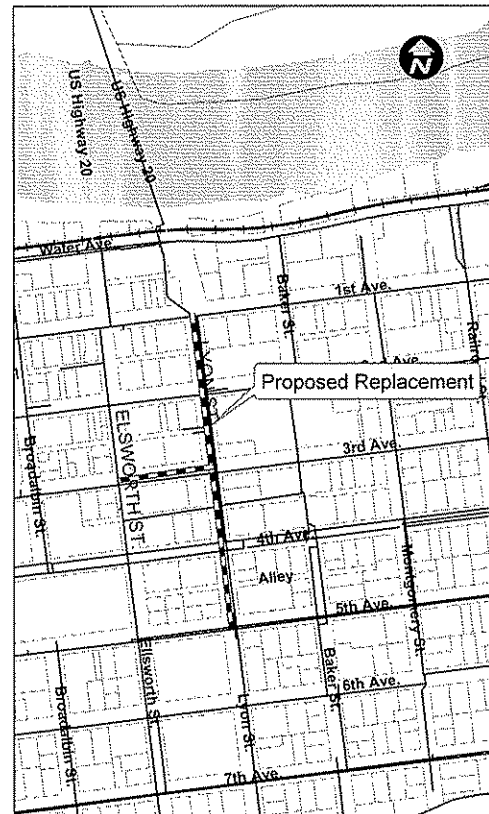 N
US Highway 20
US Highway 20
Water Ave
Baker St.
1st Ave.
Proposed Replacement
ELSWORTH ST.
Broadalbin St.
3rd Ave.
4th Ave.
Alley
Montgomery St.
5th Ave.
Ellsworth St.
Broadalbin St.
Lyon St.
Baker St.
6th Ave.
7th Ave.